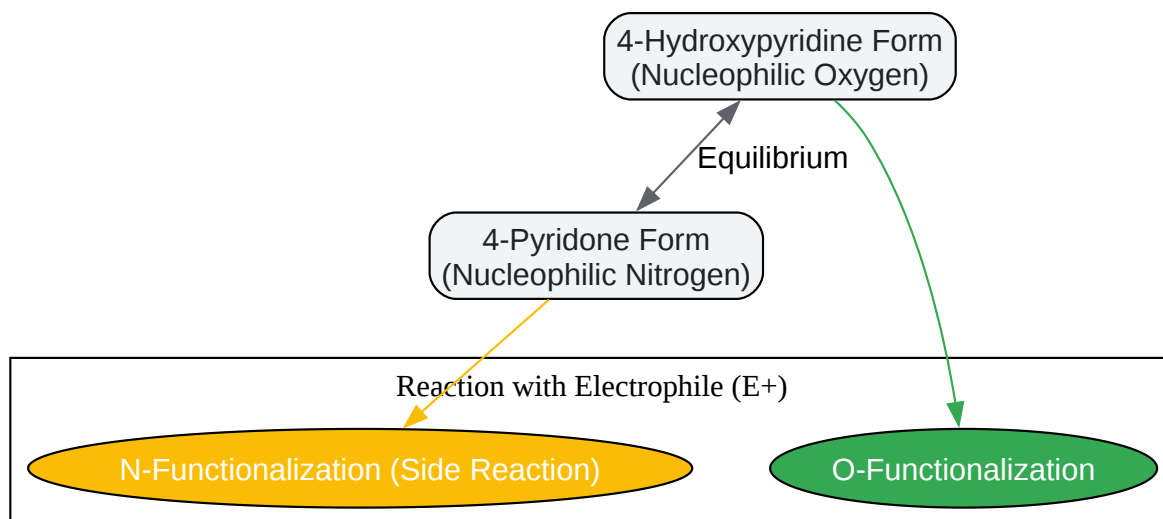 4-Hydroxypyridine Form
(Nucleophilic Oxygen)
Equilibrium
4-Pyridone Form
(Nucleophilic Nitrogen)
Reaction with Electrophile (E+)
N-Functionalization (Side Reaction)
O-Functionalization